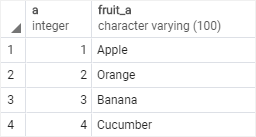 a fruit_a
integer character varying (100)
1 1 Apple
2 2 Orange
3 3 Banana
4 4 Cucumber